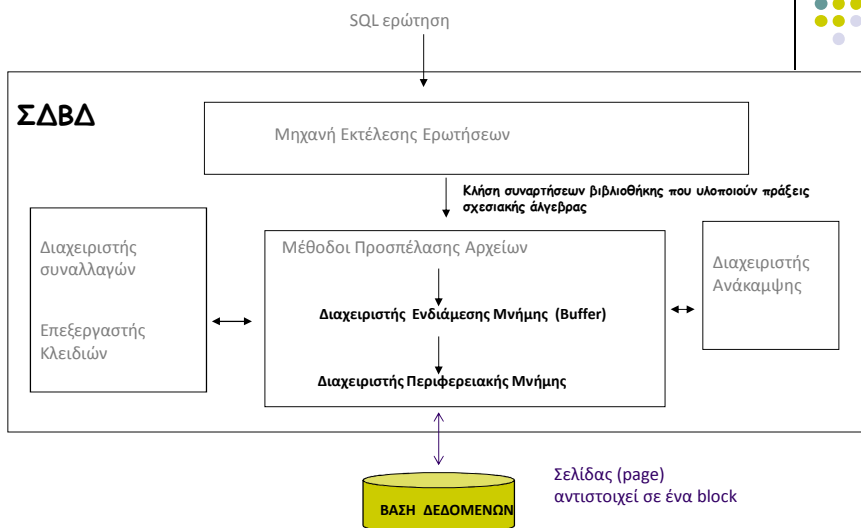 SQL ερώτηση
ΣΔΒΔ
Μηχανή Εκτέλεσης Ερωτήσεων
Κλήση συναρτήσεων βιβλιοθήκης που υλοποιούν πράξεις
σχεσιακής άλγεβρας
Διαχειριστής
συναλλαγών
Επεξεργαστής
Κλειδιών
Μέθοδοι Προσπέλασης Αρχείων
Διαχειριστής Ενδιάμεσης Μνήμης (Buffer)
Διαχειριστής Περιφερειακής Μνήμης
Διαχειριστής
Ανάκαμψης
Σελίδας (page)
αντιστοιχεί σε ένα block
ΒΑΣΗ ΔΕΔΟΜΕΝΩΝ